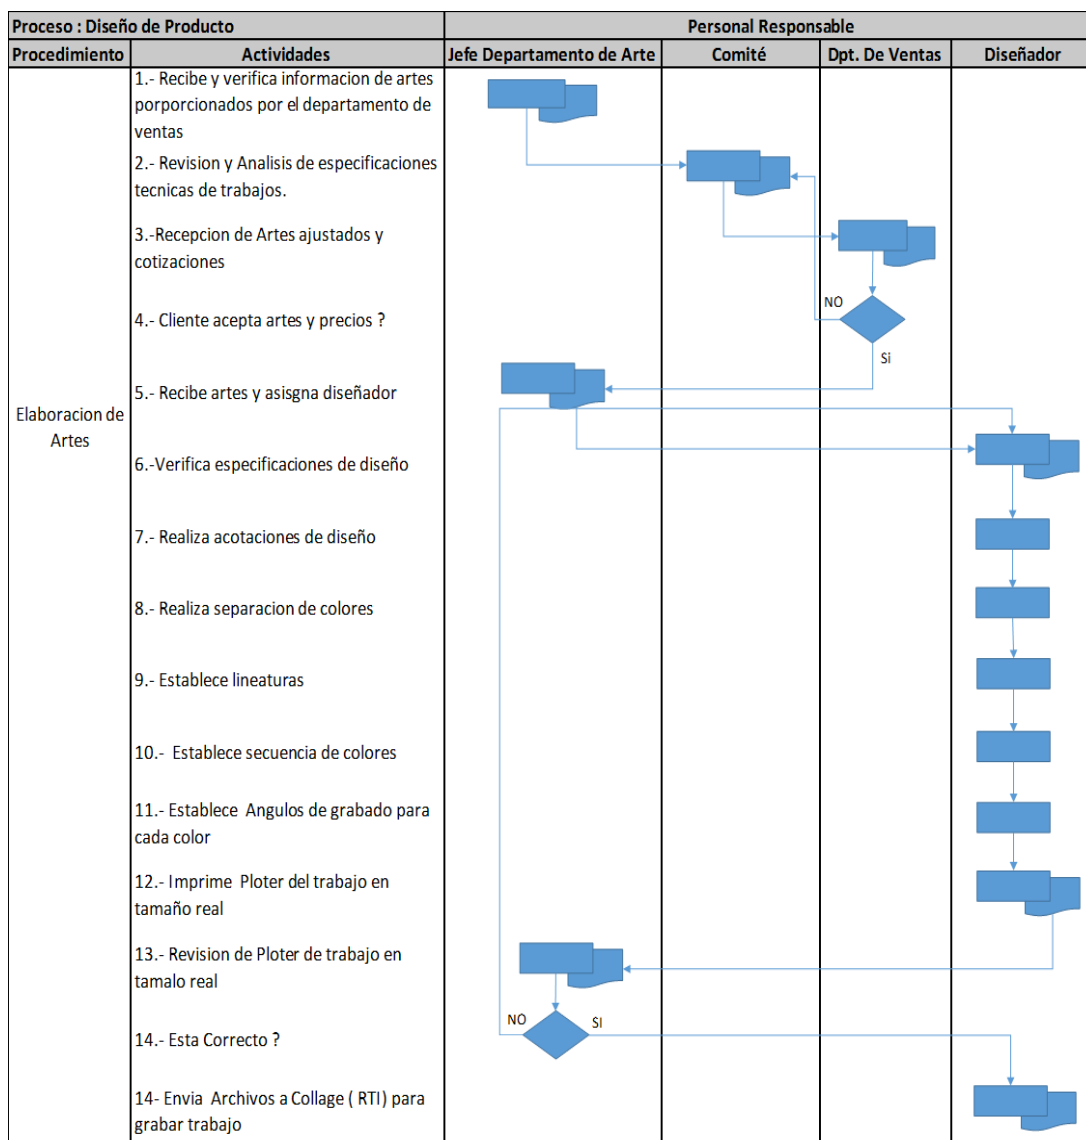 Proceso : Diseño de Producto
Personal Responsable
Procedimiento
Actividades
Jefe Departamento de Arte
Comité
Dpt. De Ventas
Diseñador
1.- Recibe y verifica informacion de artes
porporcionados por el departamento de
ventas
2.- Revision y Analisis de especificaciones
tecnicas de trabajos.
3.-Recepcion de Artes ajustados y
cotizaciones
NO
4.- Cliente acepta artes y precios ?
Si
5.- Recibe artes y asisgna diseñador
Elaboracion de
Artes
6.-Verifica especificaciones de diseño
7.- Realiza acotaciones de diseño
8.- Realiza separacion de colores
9.- Establece lineaturas
10.- Establece secuencia de colores
11.- Establece Angulos de grabado para
cada color
12.- Imprime Ploter del trabajo en
tamaño real
13.- Revision de Ploter de trabajo en
tamalo real
NO
SI
14.- Esta Correcto ?
14- Envia Archivos a Collage ( RTI) para
grabar trabajo